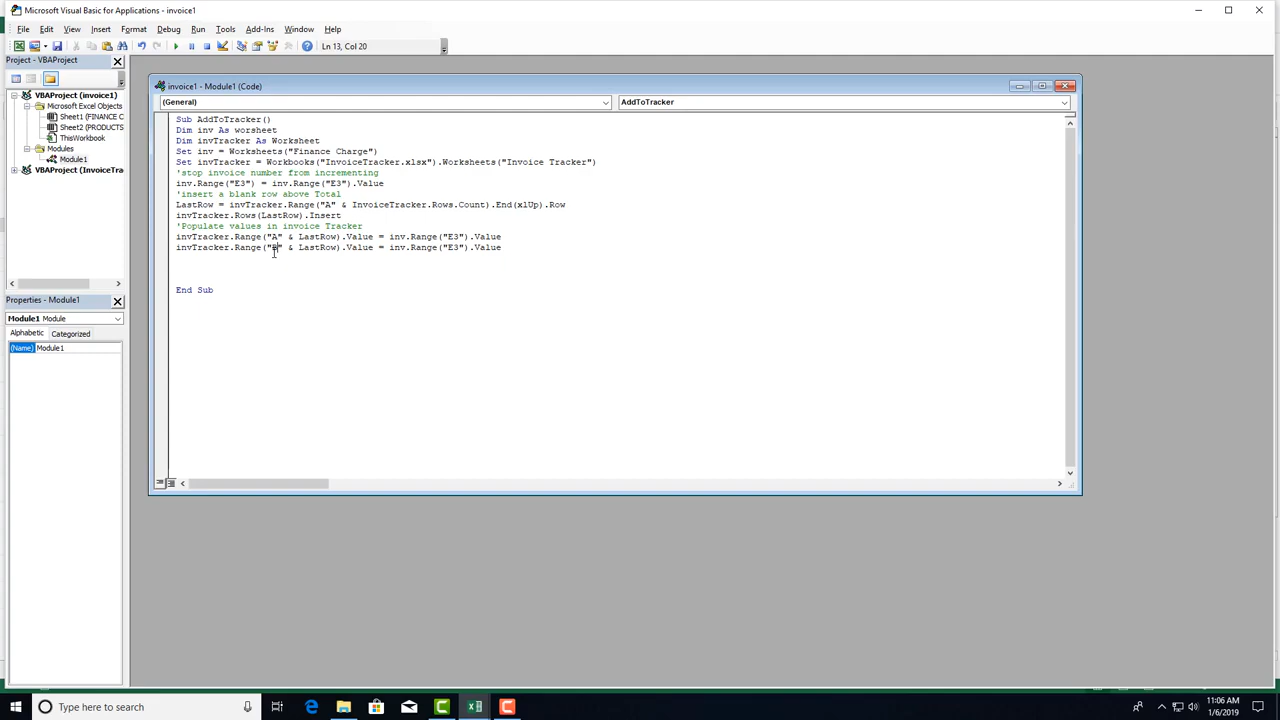 Microsoft Visual Basic for Applications - invoice1
File Edit View Insert Format Debug Run Tools Add-Ins Window Help
Ln 13, Col 20
Project - VBAProject
VBAProject (invoice1)
Microsoft Excel Objects
Sheet1 (FINANCE C
Sheet2 (PRODUCTS
ThisWorkbook
Modules
Module1
VBAProject (InvoiceTra
Properties - Module1
Module1 Module
Alphabetic Categorized
(Name) Module1
invoice1 - Module1 (Code)
(General) AddToTracker
Sub AddToTracker()
Dim inv As worsheet
Dim invTracker As Worksheet
Set inv = Worksheets("Finance Charge")
Set invTracker = Workbooks("InvoiceTracker.xlsx").Worksheets("Invoice Tracker")
'stop invoice number from incrementing
inv.Range("E3") = inv.Range("E3").Value
'insert a blank row above Total
LastRow = invTracker.Range("A" & InvoiceTracker.Rows.Count).End(xlUp).Row
invTracker.Rows(LastRow).Insert
'Populate values in invoice Tracker
invTracker.Range("A" & LastRow).Value = inv.Range("E3").Value
invTracker.Range("B" & LastRow).Value = inv.Range("E3").Value
End Sub
Type here to search
11:06 AM
1/6/2019